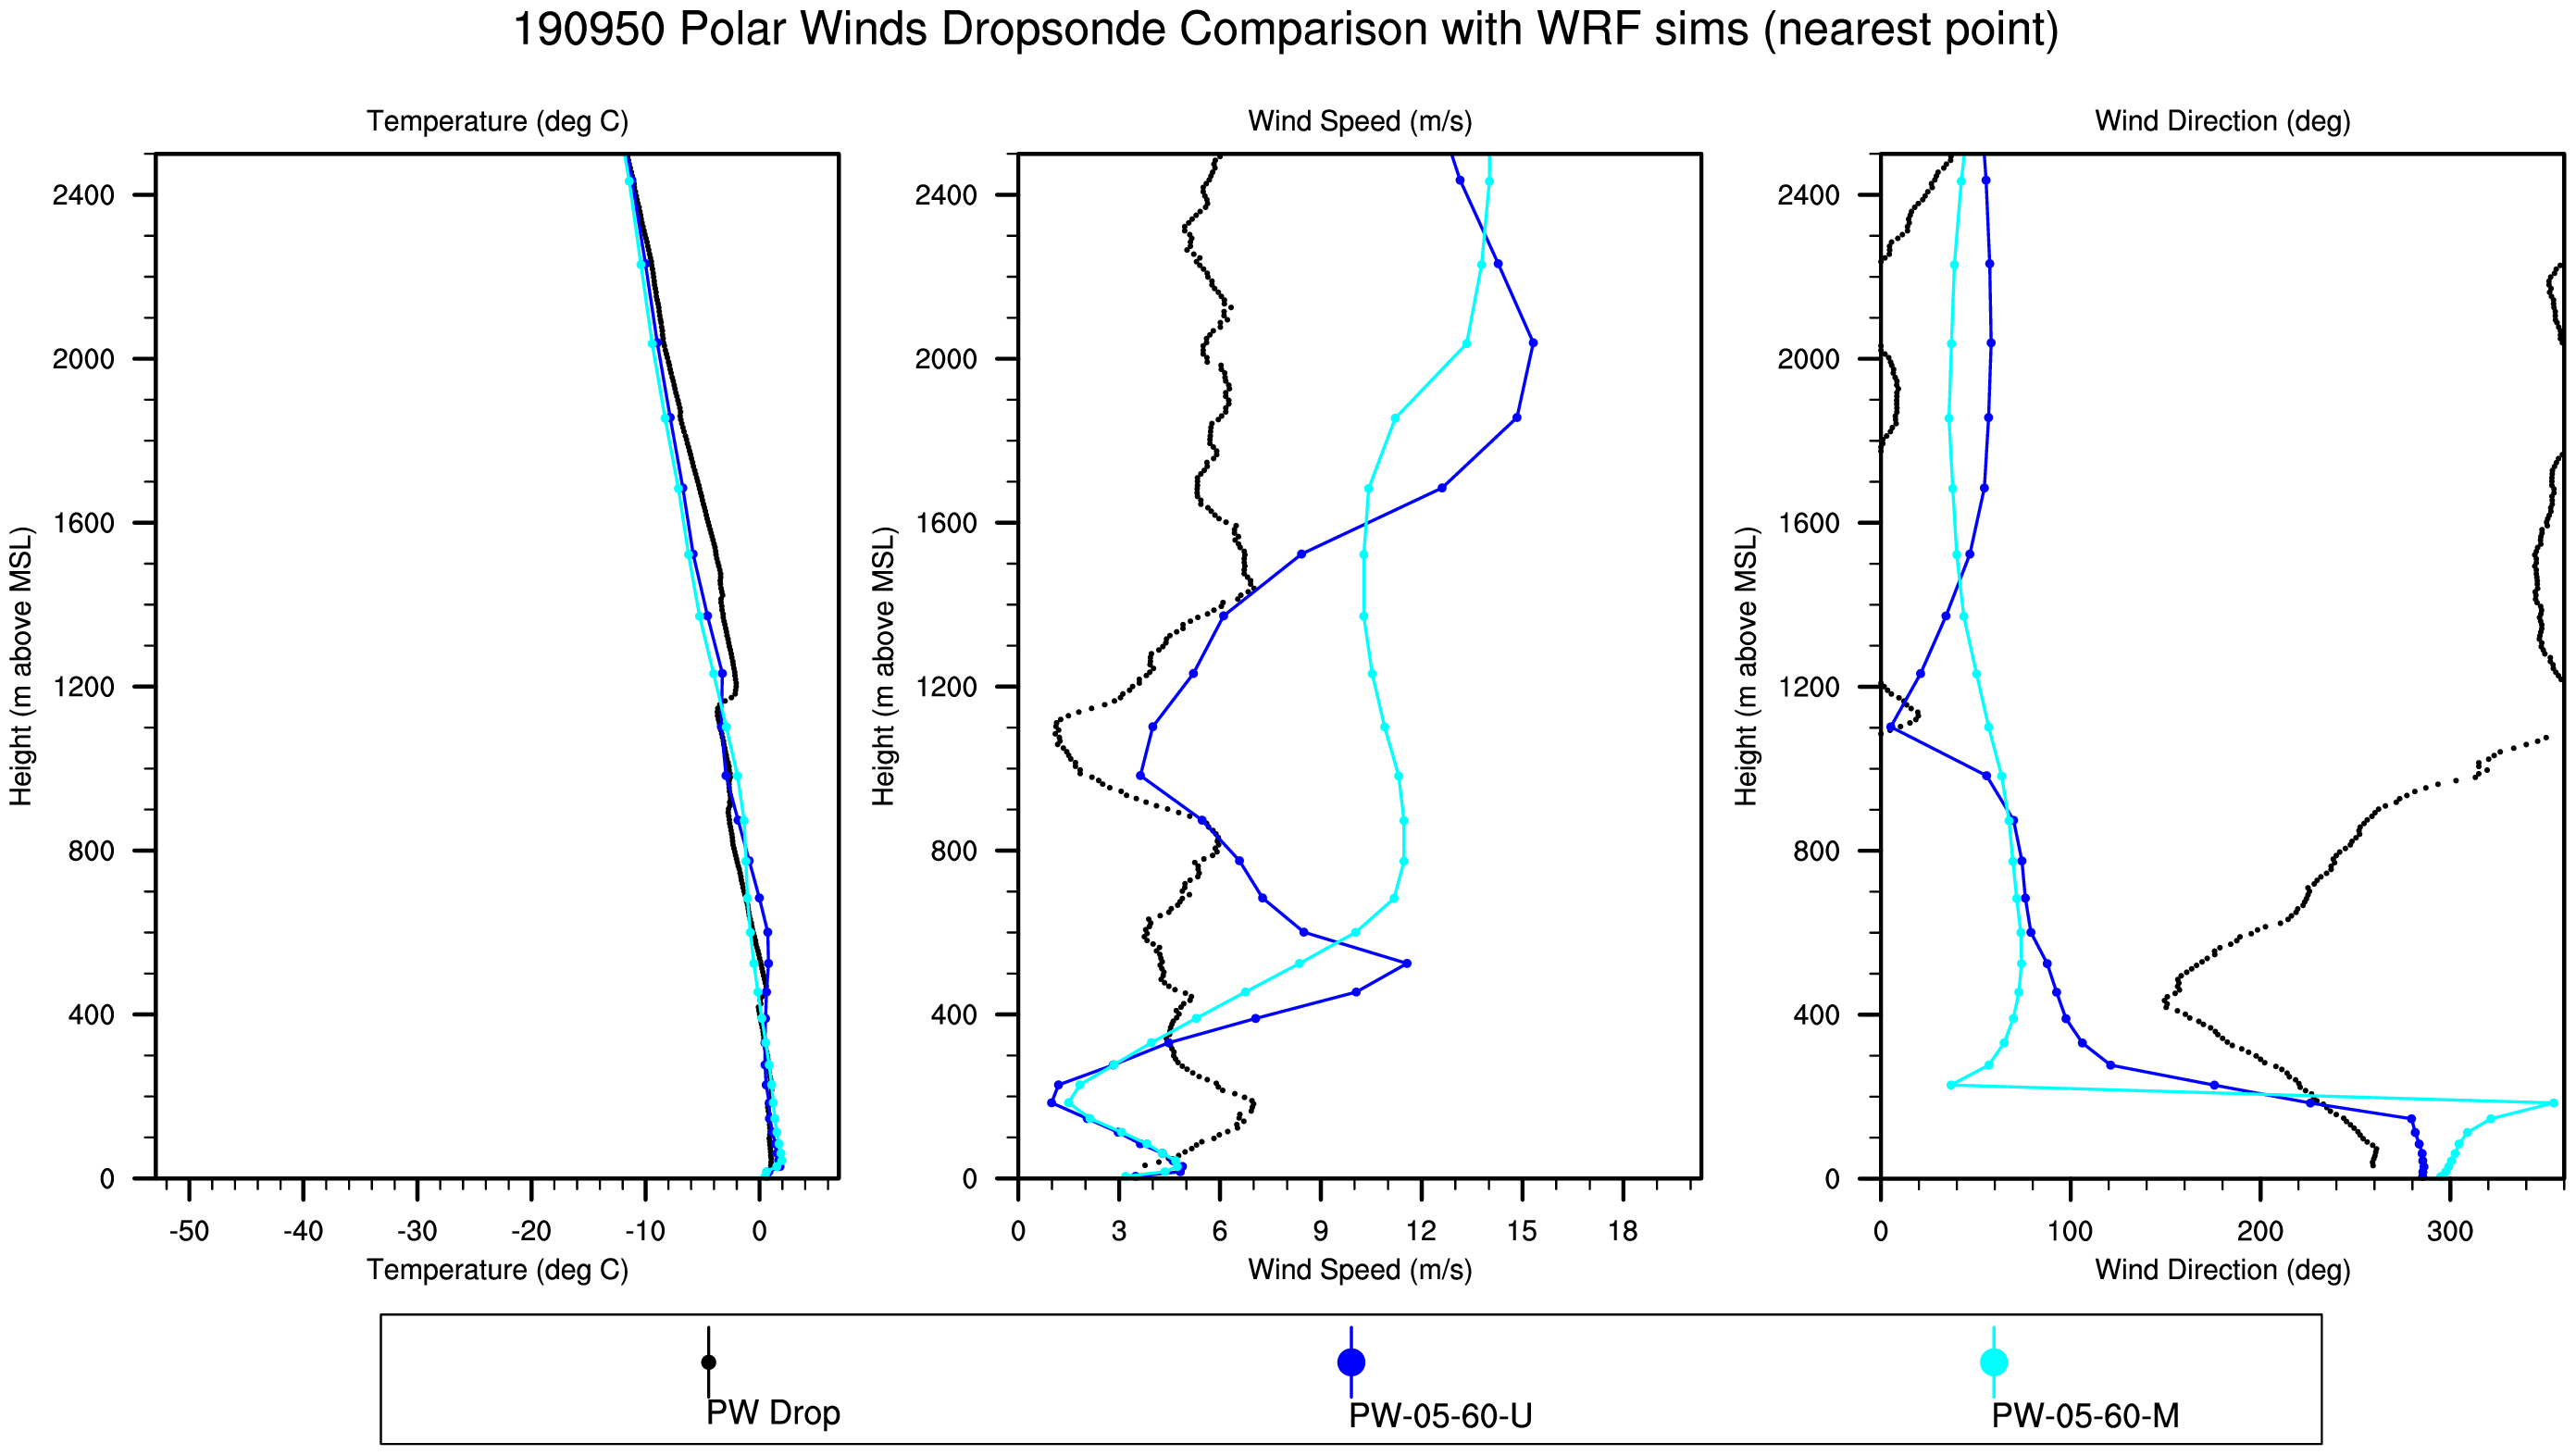 190950 Polar Winds Dropsonde Comparison with WRF sims (nearest point)
Temperature (deg C)
Wind Speed (m/s)
Wind Direction (deg)
Height (m above MSL)
2400
2000
1600
1200
800
400
0
-50 -40 -30 -20 -10 0
Temperature (deg C)
Height (m above MSL)
2400
2000
1600
1200
800
400
0
0 3 6 9 12 15 18
Wind Speed (m/s)
Height (m above MSL)
2400
2000
1600
1200
800
400
0
0 100 200 300
Wind Direction (deg)
PW Drop
PW-05-60-U
PW-05-60-M